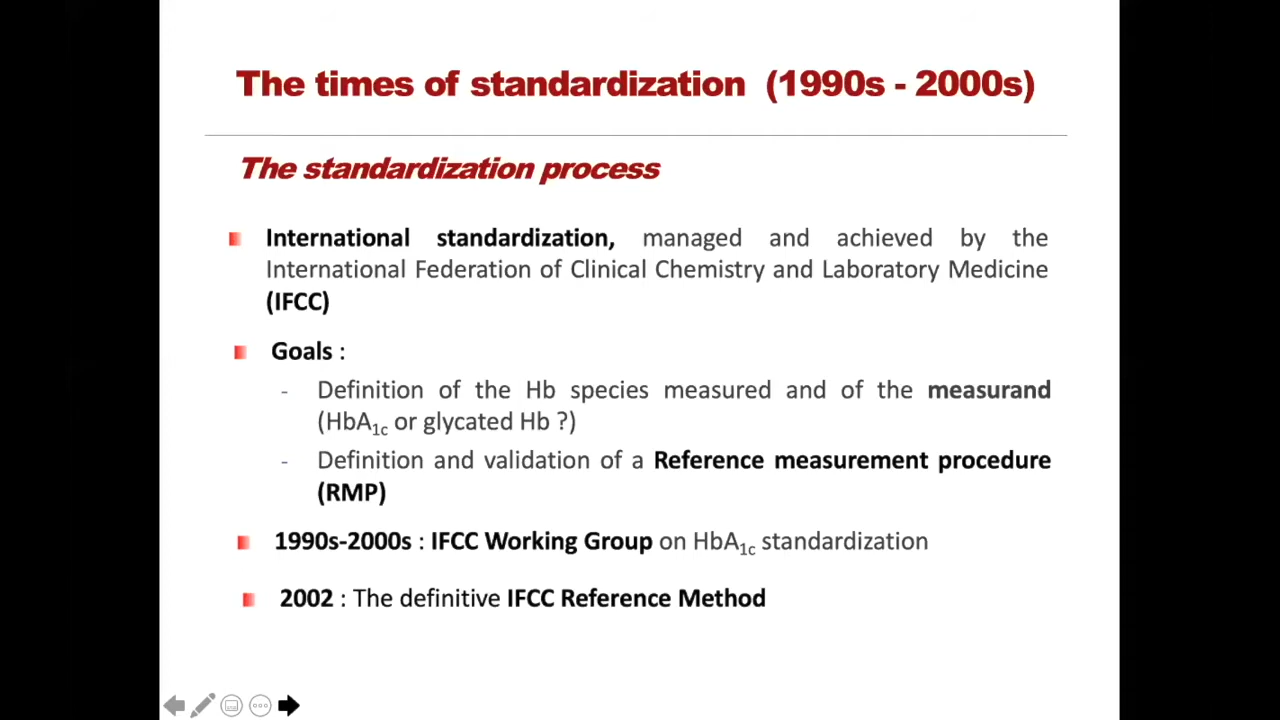 The times of standardization (1990s - 2000s)
The standardization process
International standardization, managed and achieved by the
International Federation of Clinical Chemistry and Laboratory Medicine
(IFCC)
Goals :
- Definition of the Hb species measured and of the measurand
(HbA1c or glycated Hb ?)
- Definition and validation of a Reference measurement procedure
(RMP)
1990s-2000s : IFCC Working Group on HbA1c standardization
2002 : The definitive IFCC Reference Method